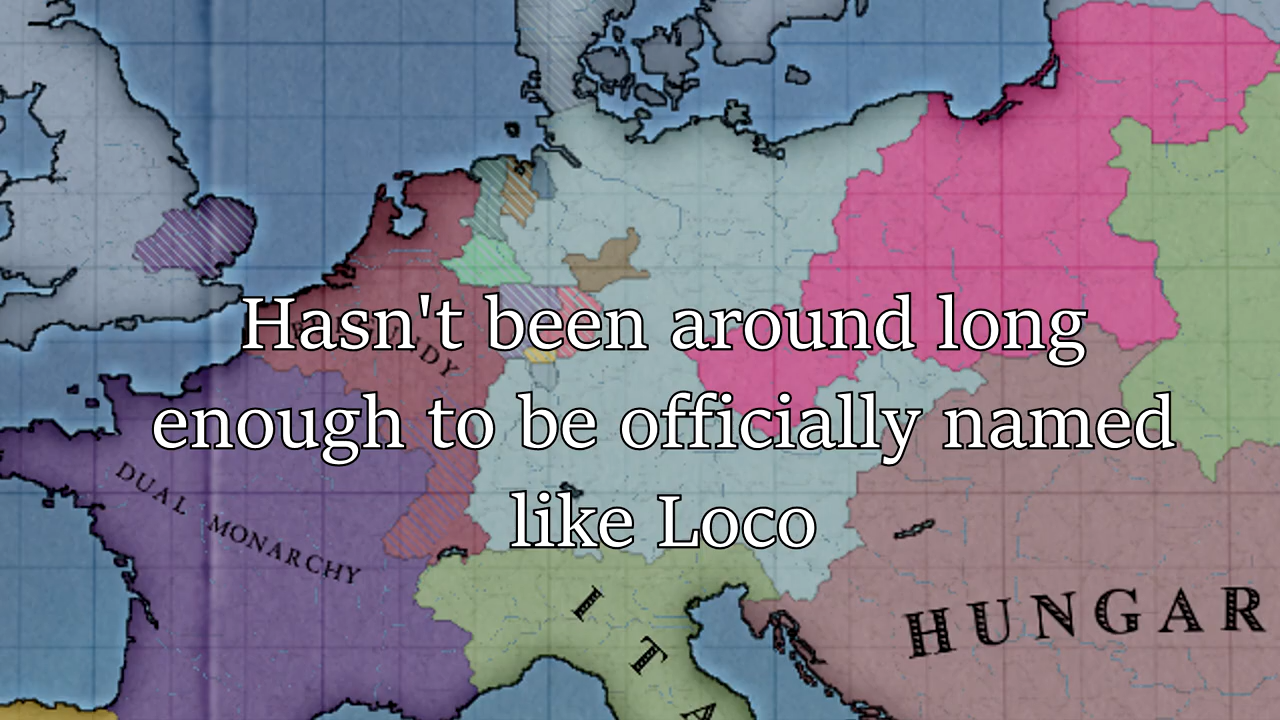 Hasn't been around long
enough to be officially named
like Loco
DUAL MONARCHY
I T A
HUNGAR